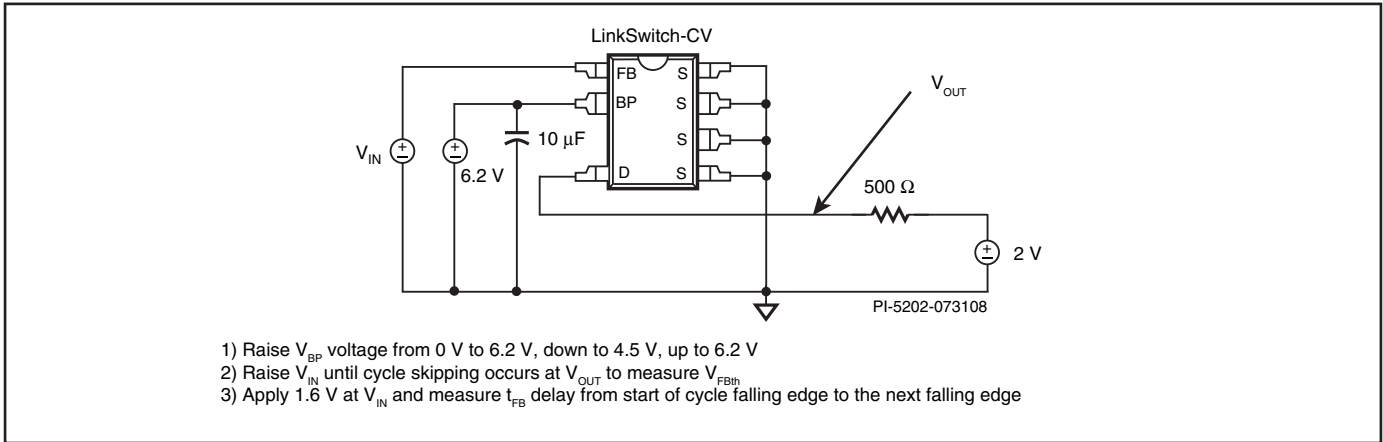 LinkSwitch-CV
FB S
BP S
S
D S
V_IN
6.2 V
10 μF
V_OUT
500 Ω
2 V
PI-5202-073108
1) Raise V_BP voltage from 0 V to 6.2 V, down to 4.5 V, up to 6.2 V
2) Raise V_IN until cycle skipping occurs at V_OUT to measure V_FBth
3) Apply 1.6 V at V_IN and measure t_FB delay from start of cycle falling edge to the next falling edge